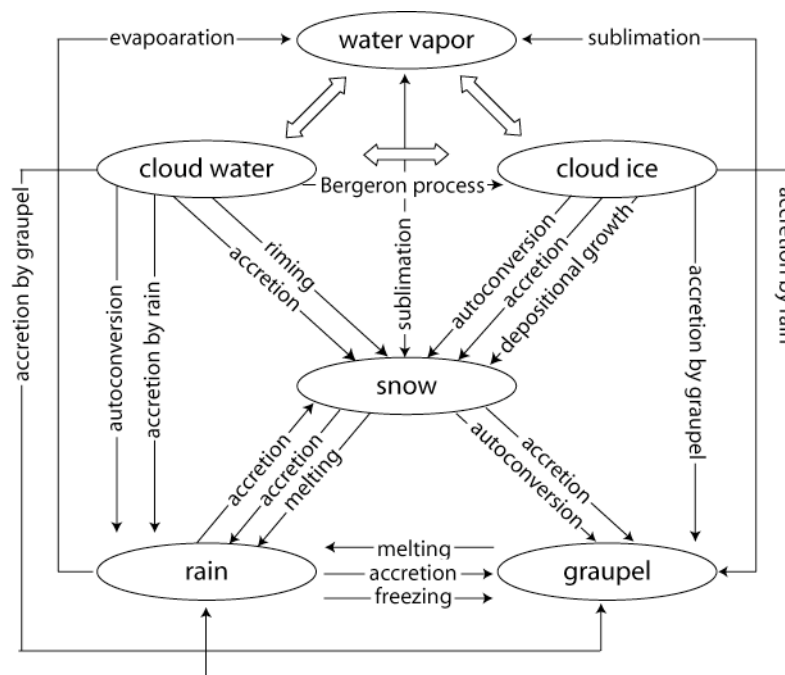 evapoaration
water vapor
sublimation
cloud water
cloud ice
Bergeron process
accretion by graupel
autoconversion
accretion by rain
riming
accretion
sublimation
autoconversion
accretion
depositional growth
accretion by graupel
accretion by rain
snow
accretion
accretion
melting
accretion
autoconversion
rain
melting
accretion
freezing
graupel